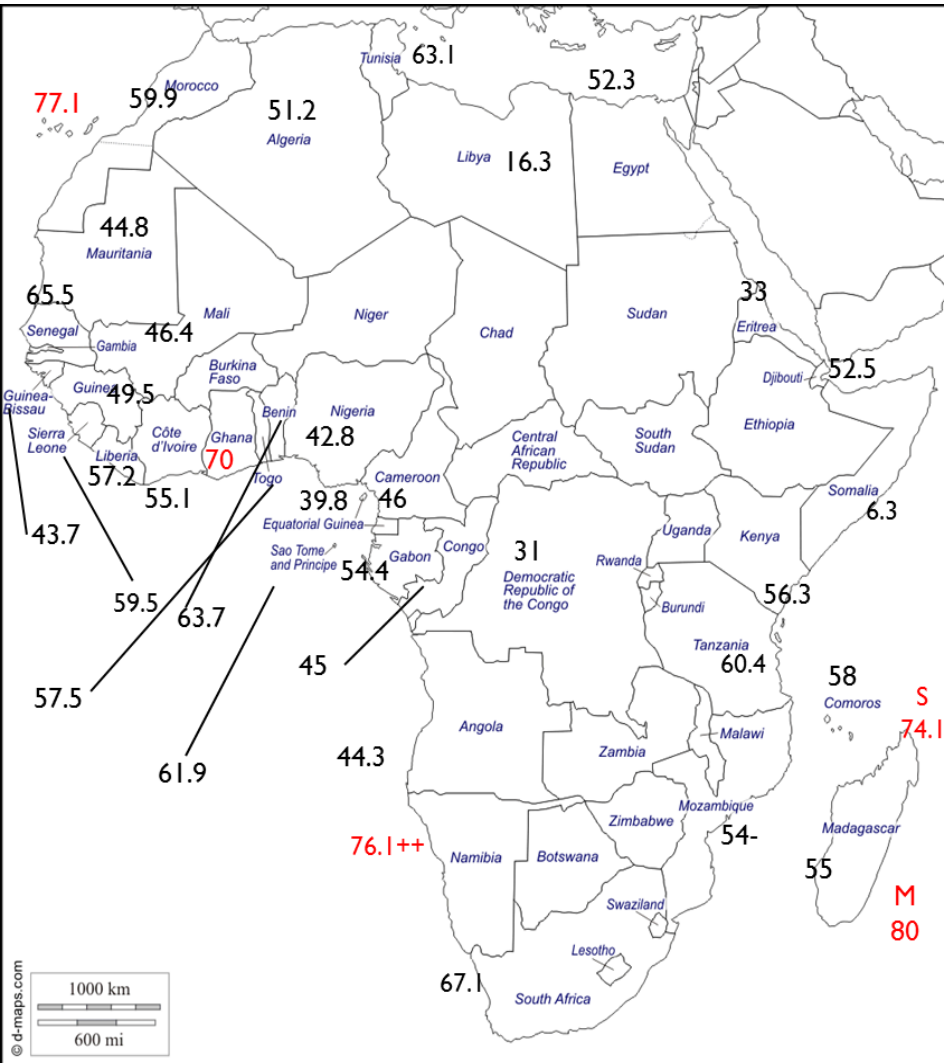 Tunisia
63.1
Morocco
77.1
59.9
51.2
52.3
Algeria
Libya
16.3
Egypt
44.8
Mauritania
65.5
Senegal
Gambia
46.4
Mali
Niger
Chad
Sudan
33
Eritrea
Djibouti
52.5
Guinea-
Bissau
Guinea
49.5
Burkina
Faso
Benin
Nigeria
42.8
Ethiopia
Sierra
Leone
Liberia
57.2
Côte
d'Ivoire
55.1
Ghana
70
Togo
Cameroon
46
Central
African
Republic
South
Sudan
Somalia
6.3
43.7
39.8
Equatorial Guinea
Sao Tome
and Principe
54.4
Gabon
Congo
31
Democratic
Republic of
the Congo
Uganda
Kenya
Rwanda
Burundi
56.3
59.5
63.7
45
Tanzania
60.4
57.5
61.9
44.3
Angola
Zambia
Malawi
58
Comoros
S
74.1
76.1++
Namibia
Botswana
Zimbabwe
Mozambique
54-
Madagascar
55
M
80
Swaziland
Lesotho
67.1
South Africa
© d-maps.com
1000 km
600 mi